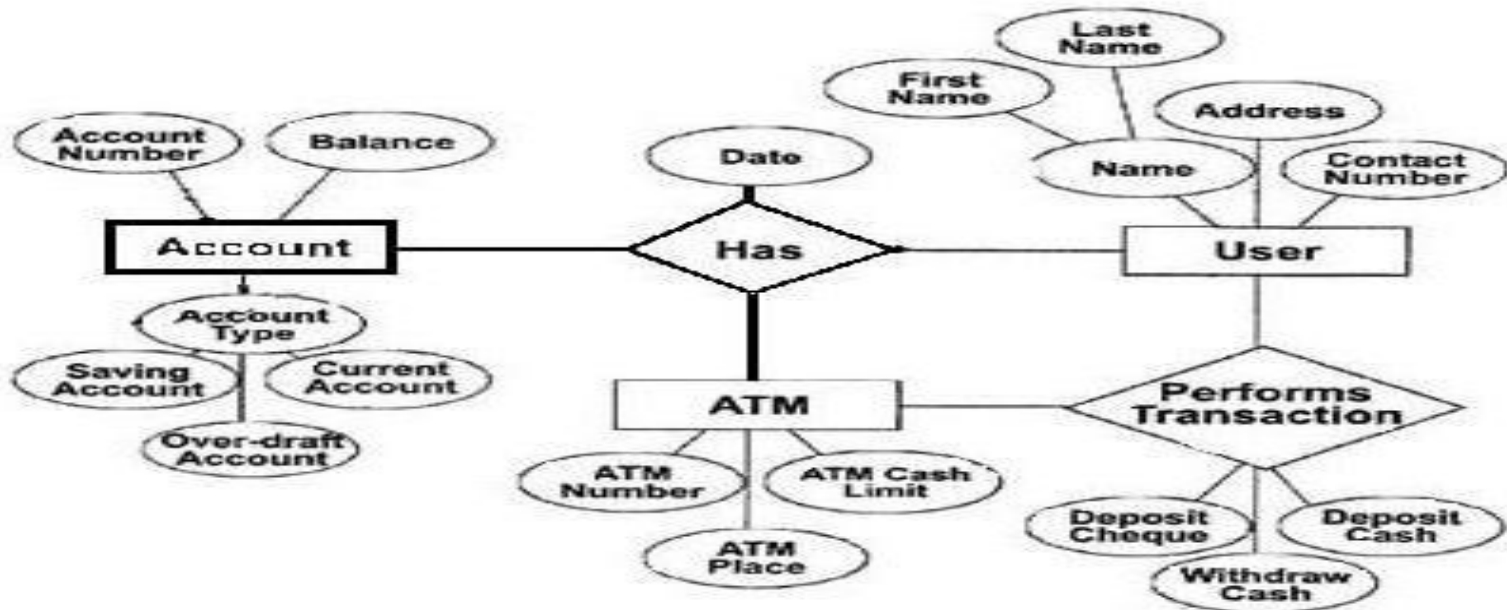 Last
Name
First
Name
Address
Account
Number
Balance
Date
Name
Contact
Number
Account
Has
User
Account
Type
Saving
Account
Current
Account
Over-draft
Account
ATM
Performs
Transaction
ATM
Number
ATM Cash
Limit
ATM
Place
Deposit
Cheque
Deposit
Cash
Withdraw
Cash